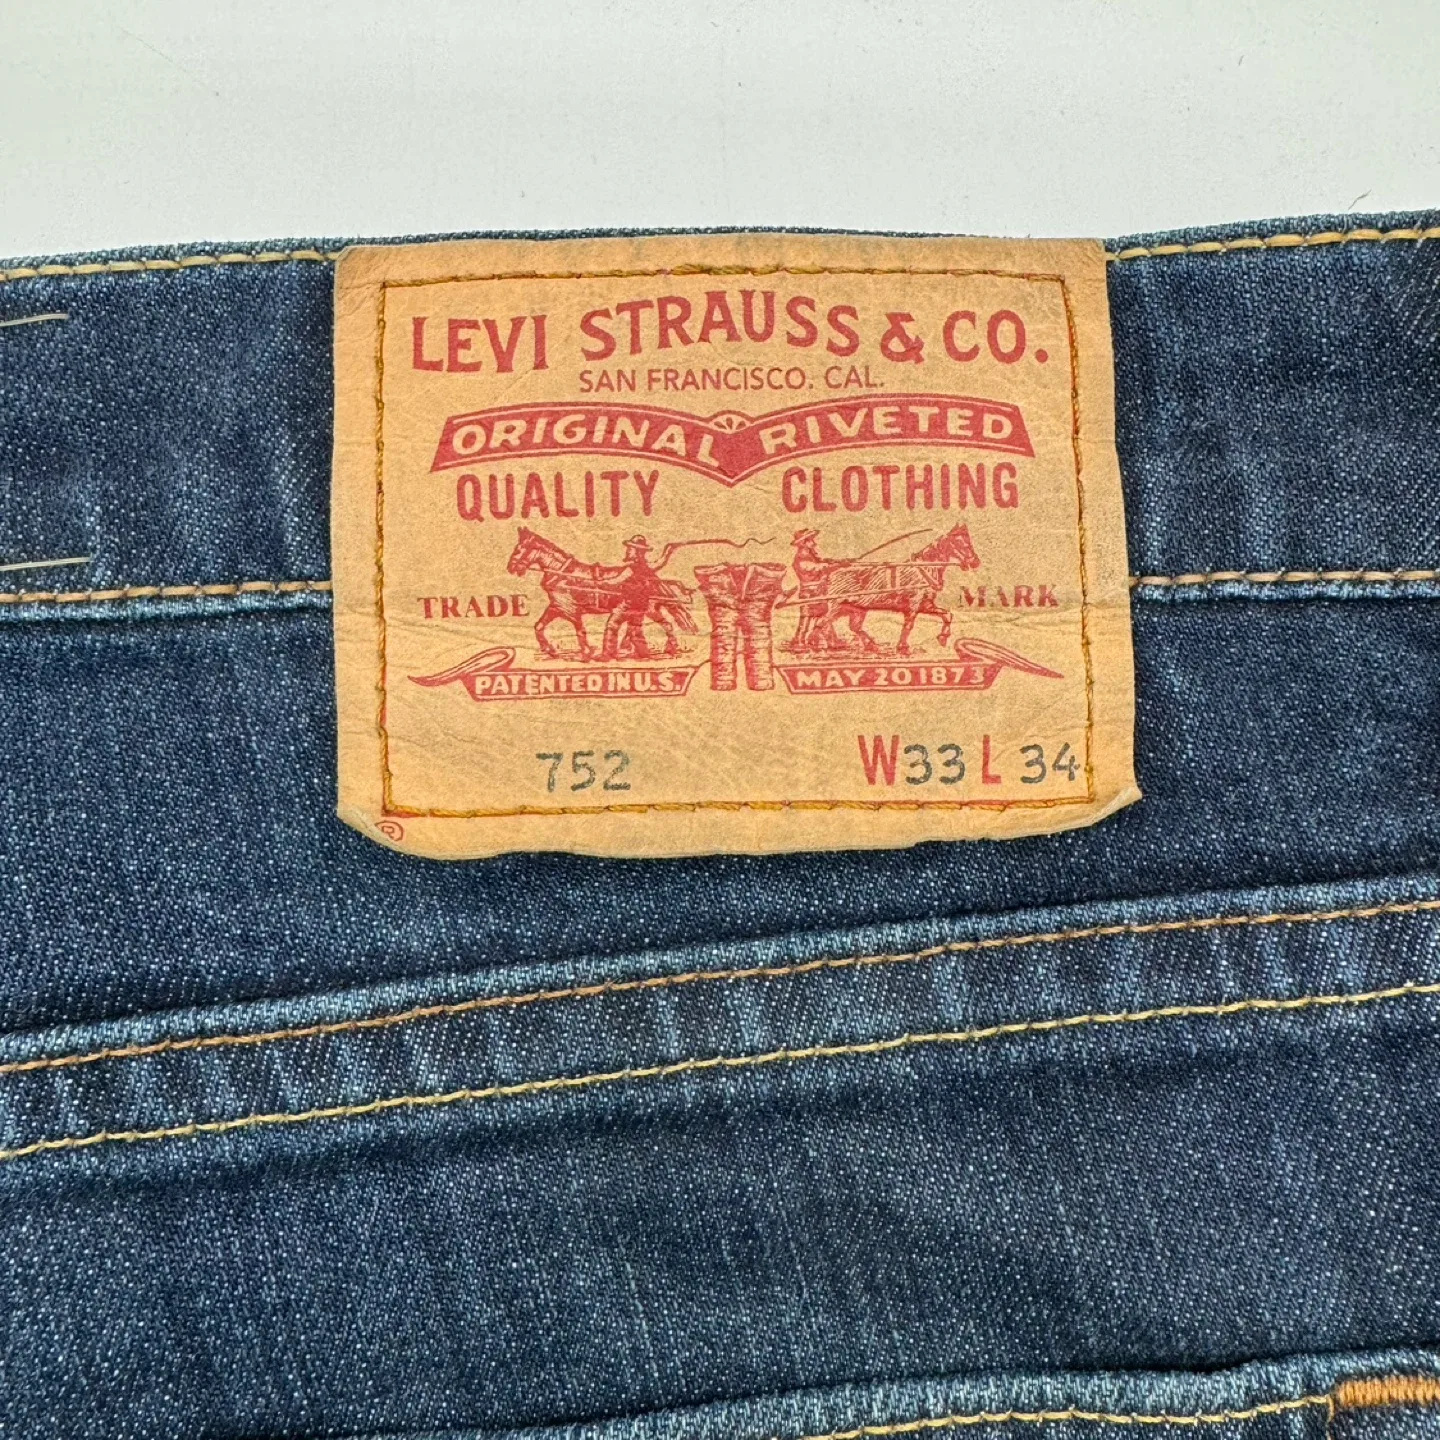 LEVI STRAUSS & CO.
SAN FRANCISCO. CAL.
ORIGINAL RIVETED
QUALITY CLOTHING
TRADE MARK
PATENTED IN U.S. MAY 20 1873
752 W33 L 34
®